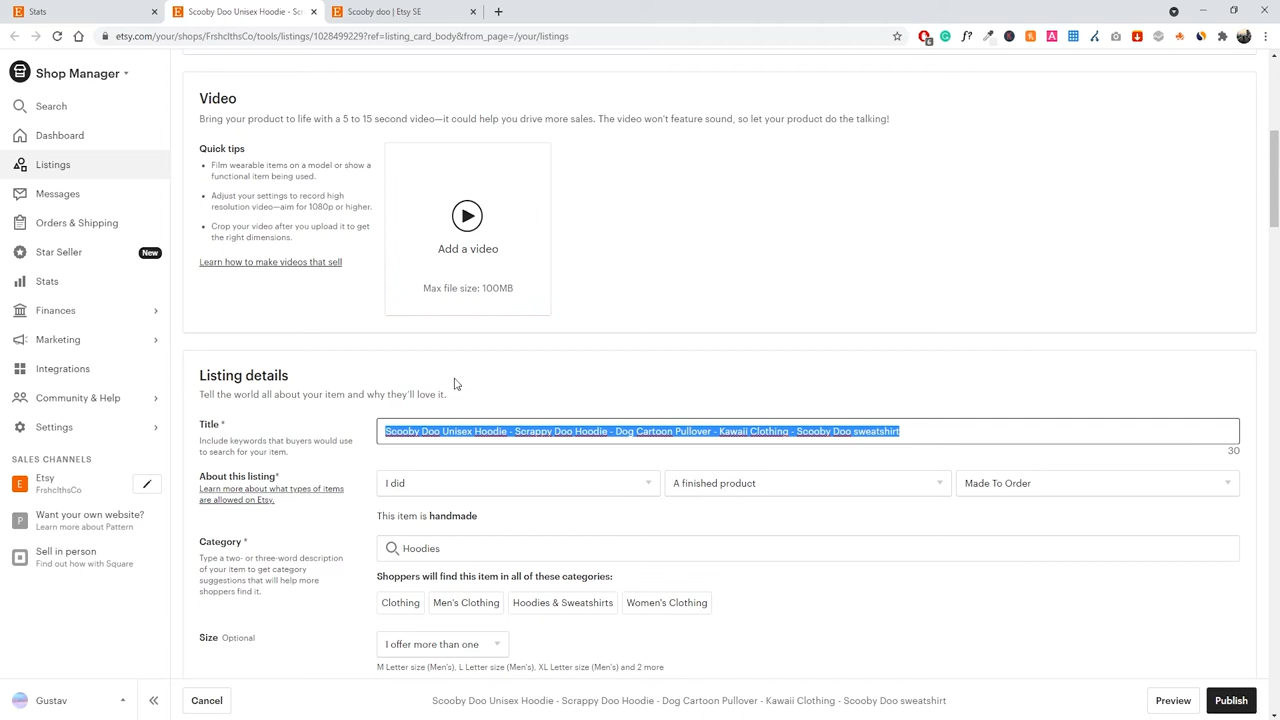 Stats
Scooby Doo Unisex Hoodie - Sc
Scooby doo | Etsy SE
etsy.com/your/shops/FrshclthsCo/tools/listings/1028499229?ref=listing_card_body&from_page=/your/listings
6
Shop Manager
Search
Dashboard
Listings
Messages
Orders & Shipping
Star Seller
New
Stats
Finances
Marketing
Integrations
Community & Help
Settings
SALES CHANNELS
Etsy
FrshclthsCo
P
Want your own website?
Learn more about Pattern
Sell in person
Find out how with Square
Gustav
Video
Bring your product to life with a 5 to 15 second video—it could help you drive more sales. The video won't feature sound, so let your product do the talking!
Quick tips
• Film wearable items on a model or show a
functional item being used.
• Adjust your settings to record high
resolution video—aim for 1080p or higher.
• Crop your video after you upload it to get
the right dimensions.
Learn how to make videos that sell
Add a video
Max file size: 100MB
Listing details
Tell the world all about your item and why they'll love it.
Title *
Include keywords that buyers would use
to search for your item.
Scooby Doo Unisex Hoodie - Scrappy Doo Hoodie - Dog Cartoon Pullover - Kawaii Clothing - Scooby Doo sweatshirt
30
About this listing*
Learn more about what types of items
are allowed on Etsy.
I did
A finished product
Made To Order
This item is handmade
Category *
Type a two- or three-word description
of your item to get category
suggestions that will help more
shoppers find it.
Hoodies
Shoppers will find this item in all of these categories:
Clothing
Men's Clothing
Hoodies & Sweatshirts
Women's Clothing
Size Optional
I offer more than one
M Letter size (Men's), L Letter size (Men's), XL Letter size (Men's) and 2 more
Cancel
Scooby Doo Unisex Hoodie - Scrappy Doo Hoodie - Dog Cartoon Pullover - Kawaii Clothing - Scooby Doo sweatshirt
Preview
Publish